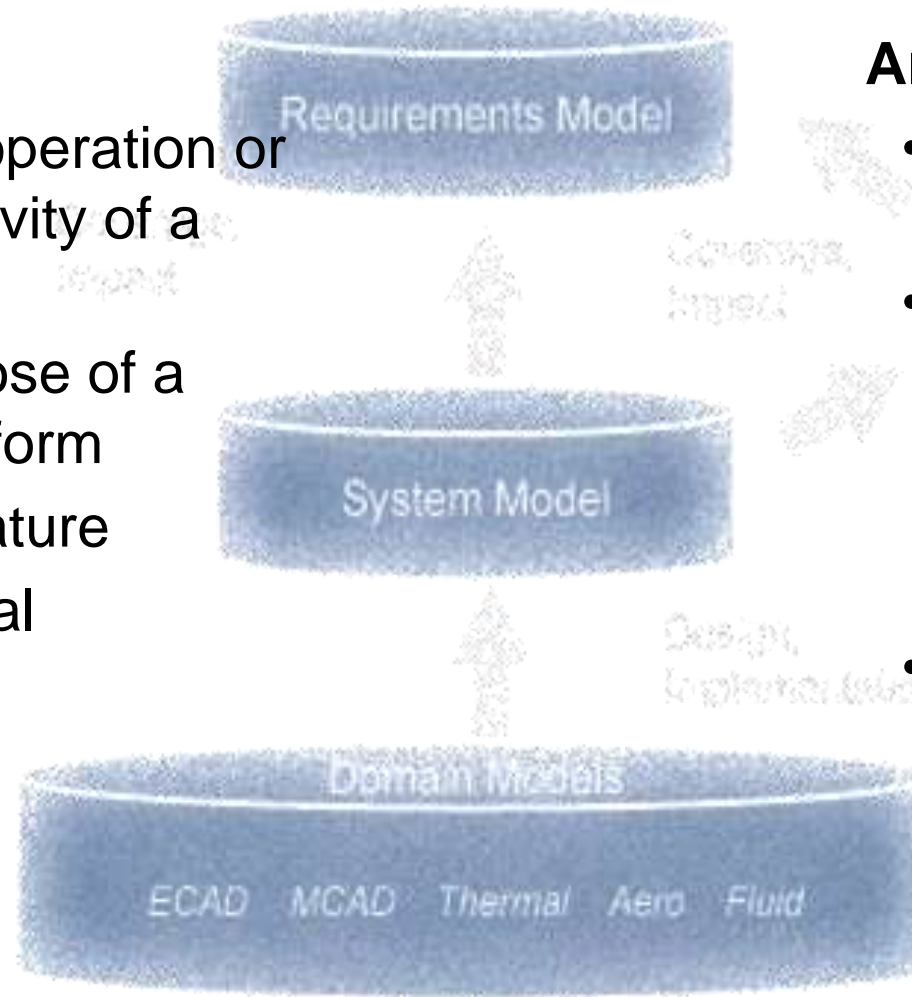 Requirements Model
Ar
operation or
vity of a
Coverage,
Impact
Impact
ose of a
form
System Model
ature
al
Design,
Domain Models
ECAD MCAD Thermal Aero Fluid